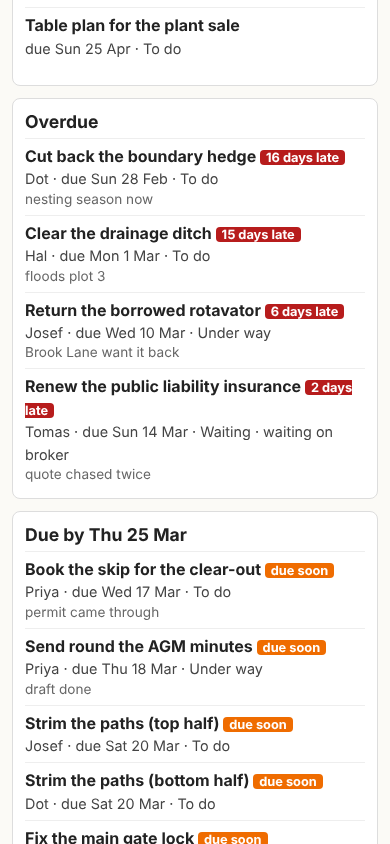 Table plan for the plant sale
due Sun 25 Apr · To do
Overdue
Cut back the boundary hedge 16 days late
Dot · due Sun 28 Feb · To do
nesting season now
Clear the drainage ditch 15 days late
Hal · due Mon 1 Mar · To do
floods plot 3
Return the borrowed rotavator 6 days late
Josef · due Wed 10 Mar · Under way
Brook Lane want it back
Renew the public liability insurance 2 days
late
Tomas · due Sun 14 Mar · Waiting · waiting on
broker
quote chased twice
Due by Thu 25 Mar
Book the skip for the clear-out due soon
Priya · due Wed 17 Mar · To do
permit came through
Send round the AGM minutes due soon
Priya · due Thu 18 Mar · Under way
draft done
Strim the paths (top half) due soon
Josef · due Sat 20 Mar · To do
Strim the paths (bottom half) due soon
Dot · due Sat 20 Mar · To do
Fix the main gate lock due soon